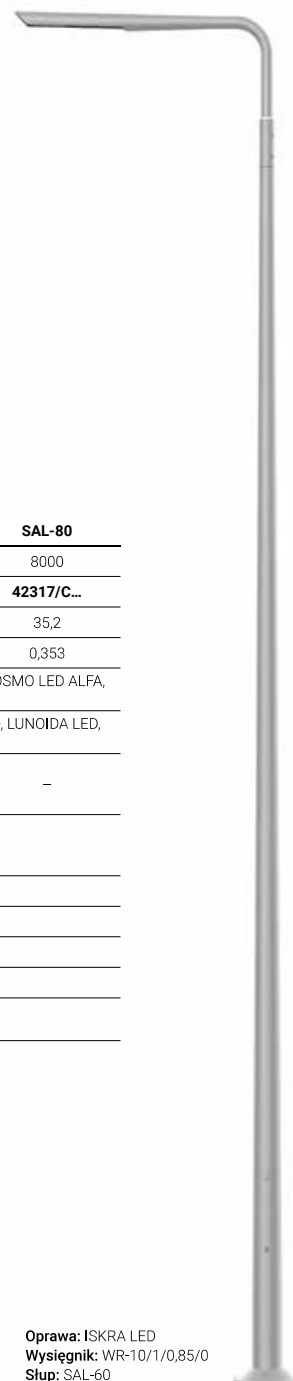 SAL-80
8000
42317/C...
35,2
0,353
OSMO LED ALFA,
, LUNOIDA LED,
–
Oprawa: ISKRA LED
Wysięgnik: WR-10/1/0,85/0
Słup: SAL-60